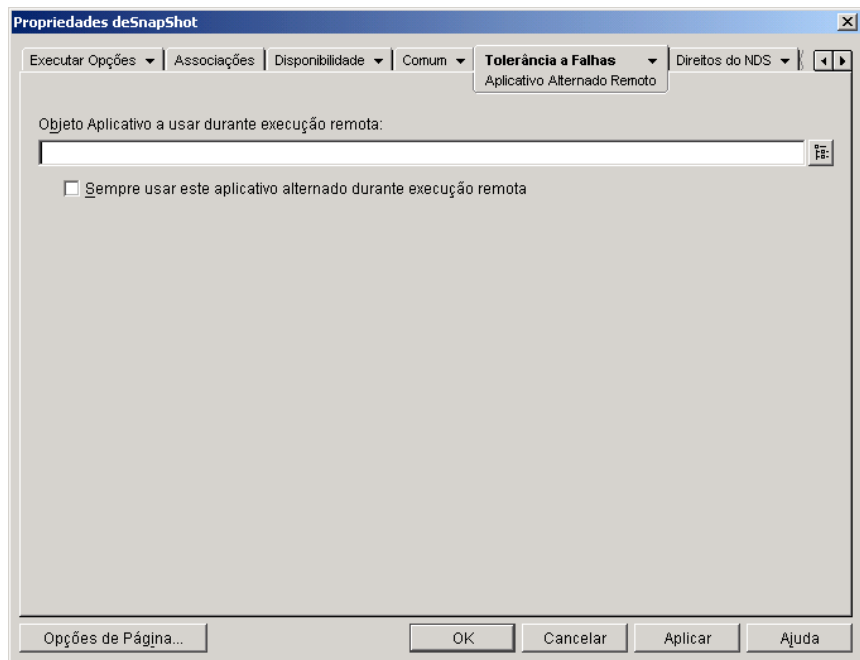 Propriedades deSnapShot
Executar Opções Associações Disponibilidade Comum Tolerância a Falhas Direitos do NDS
Aplicativo Alternado Remoto
Objeto Aplicativo a usar durante execução remota:
Sempre usar este aplicativo alternado durante execução remota
Opções de Página... OK Cancelar Aplicar Ajuda